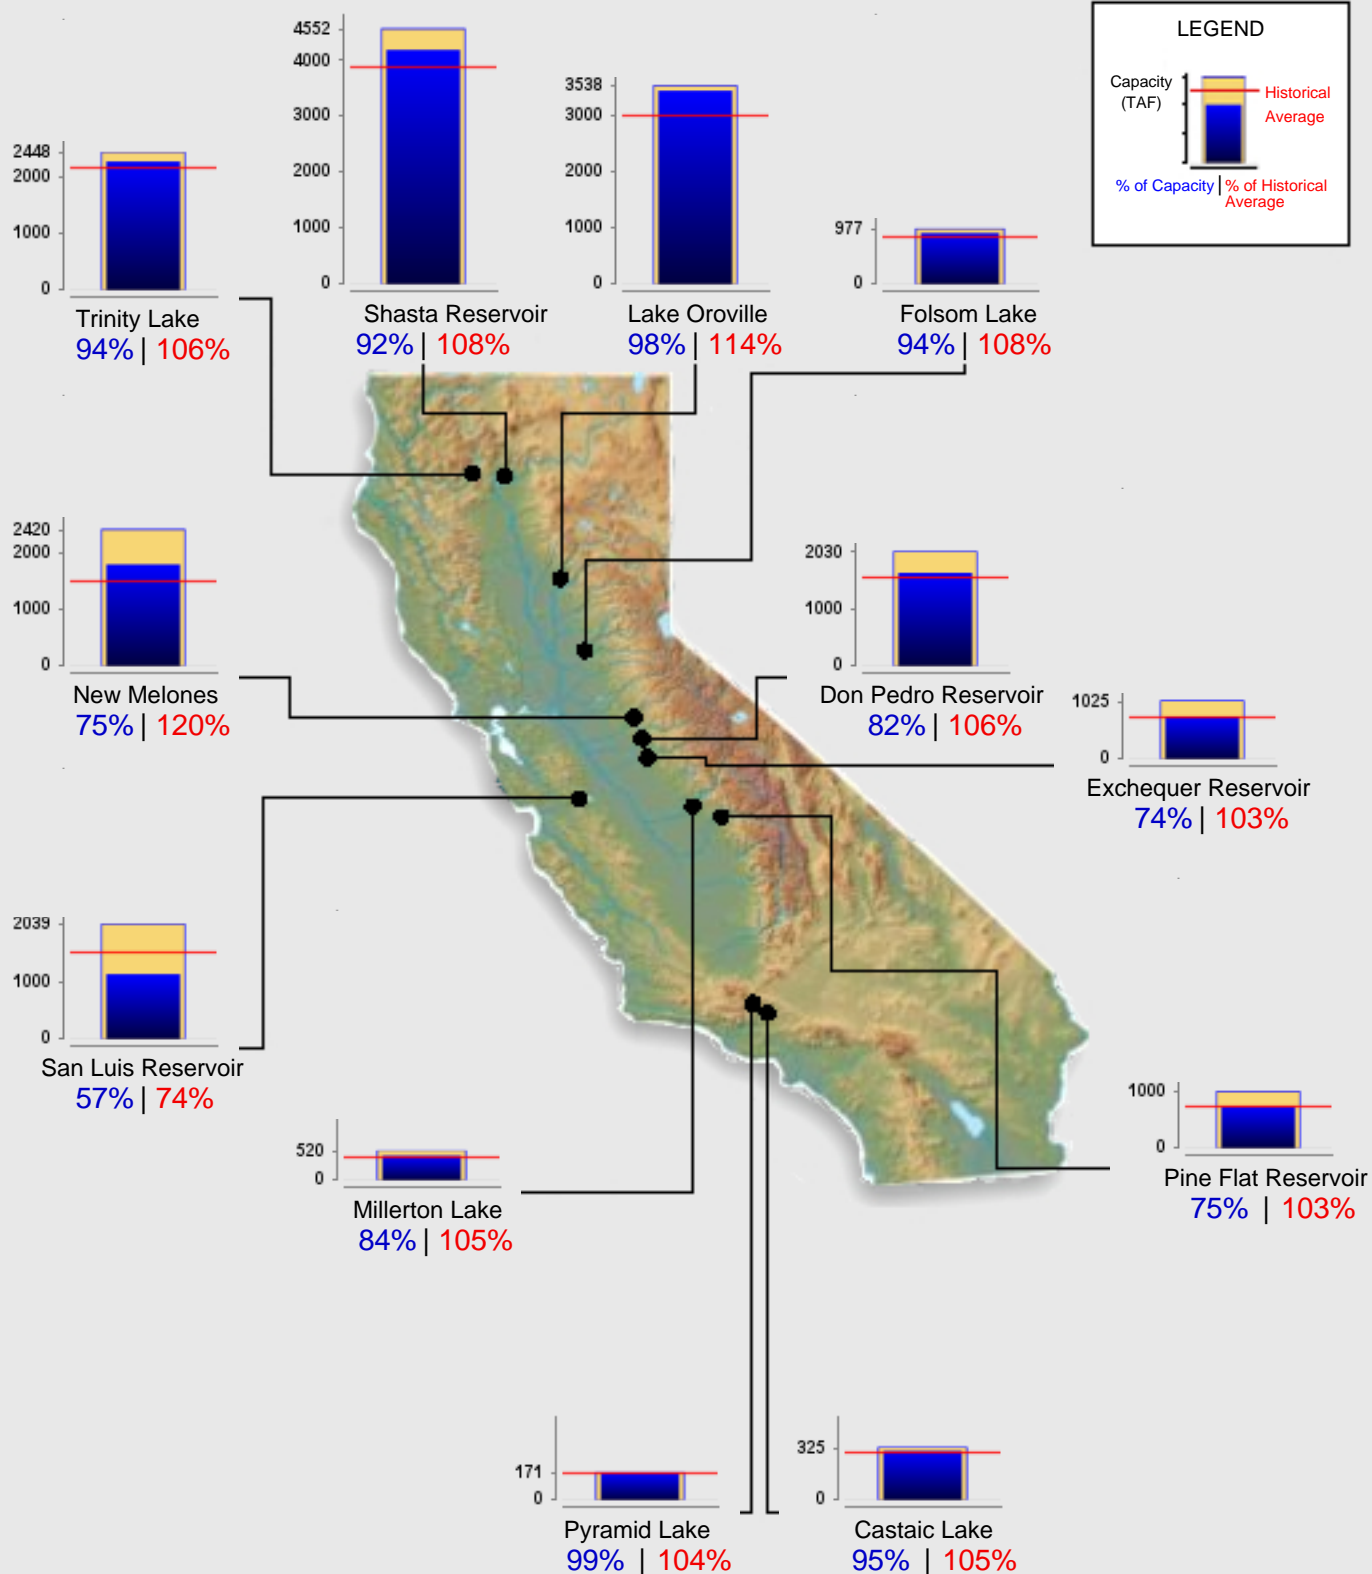 LEGEND
Capacity
(TAF)
Historical
Average
% of Capacity | % of Historical
Average
4552
4000
3000
2000
1000
0
Shasta Reservoir
92% | 108%
3538
3000
2000
1000
0
Lake Oroville
98% | 114%
2448
2000
1000
0
Trinity Lake
94% | 106%
977
0
Folsom Lake
94% | 108%
2420
2000
1000
0
New Melones
75% | 120%
2030
1000
0
Don Pedro Reservoir
82% | 106%
1025
0
Exchequer Reservoir
74% | 103%
2039
1000
0
San Luis Reservoir
57% | 74%
520
0
Millerton Lake
84% | 105%
1000
0
Pine Flat Reservoir
75% | 103%
171
0
Pyramid Lake
99% | 104%
325
0
Castaic Lake
95% | 105%